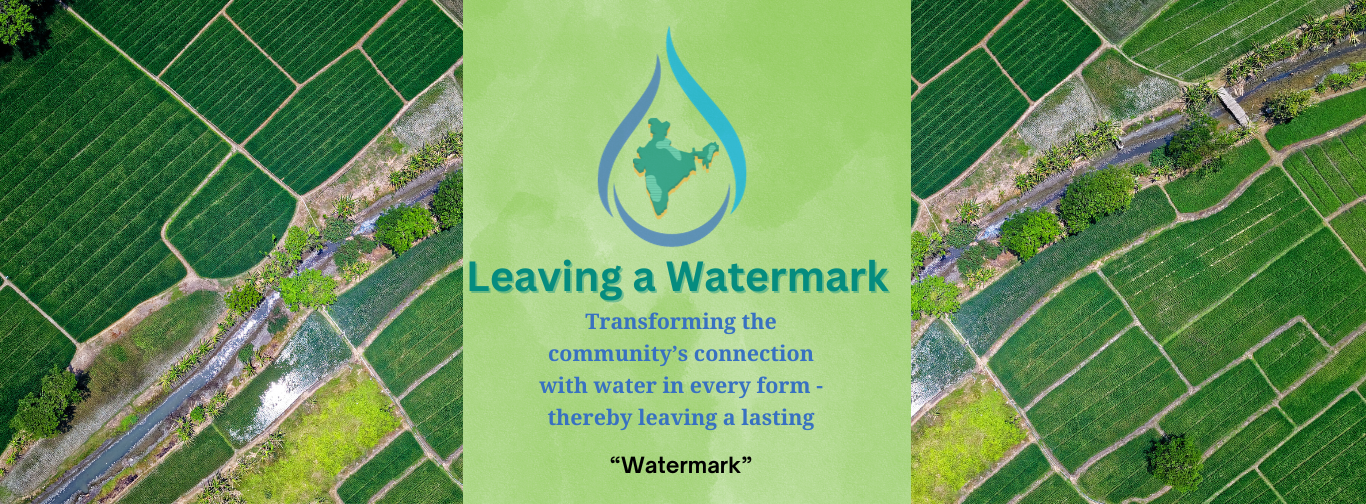 Leaving a Watermark
Transforming the
community’s connection
with water in every form -
thereby leaving a lasting
“Watermark”